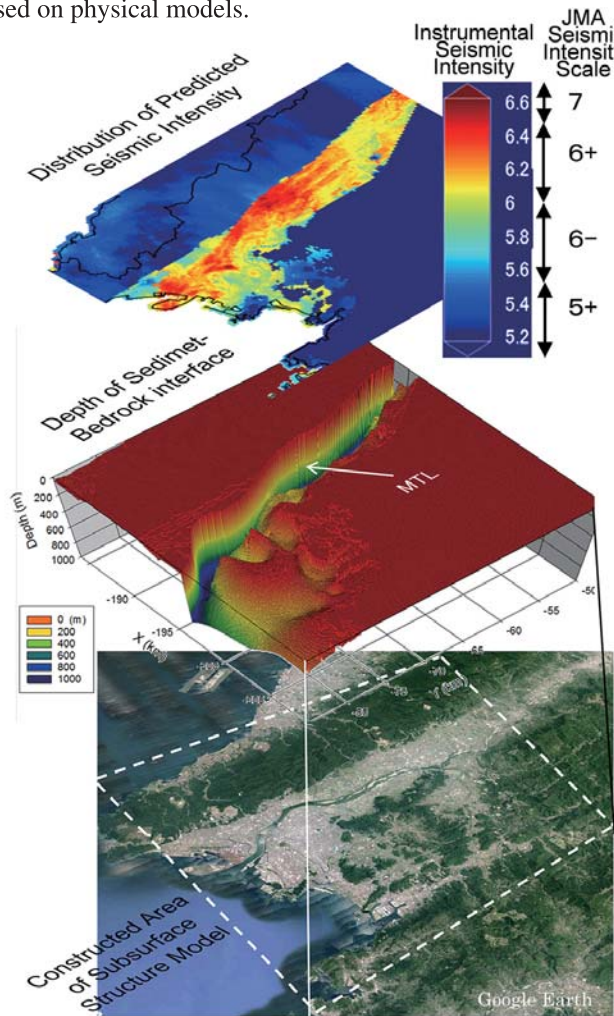 sed on physical models.
Instrumental
Seismic
Intensity
JMA
Seismi
Intensit
Scale
Distribution of Predicted
Seismic Intensity
6.6
6.4
6.2
6
5.8
5.6
5.4
5.2
7
6+
6−
5+
Depth of Sedimet-
Bedrock interface
MTL
0
200
400
600
800
1000
Depth (m)
-190
-195
X (km)
-50
-55
-60
-65
0 (m)
200
400
600
800
1000
Y (km)
Constructed Area
of Subsurface
Structure Model
Google Earth